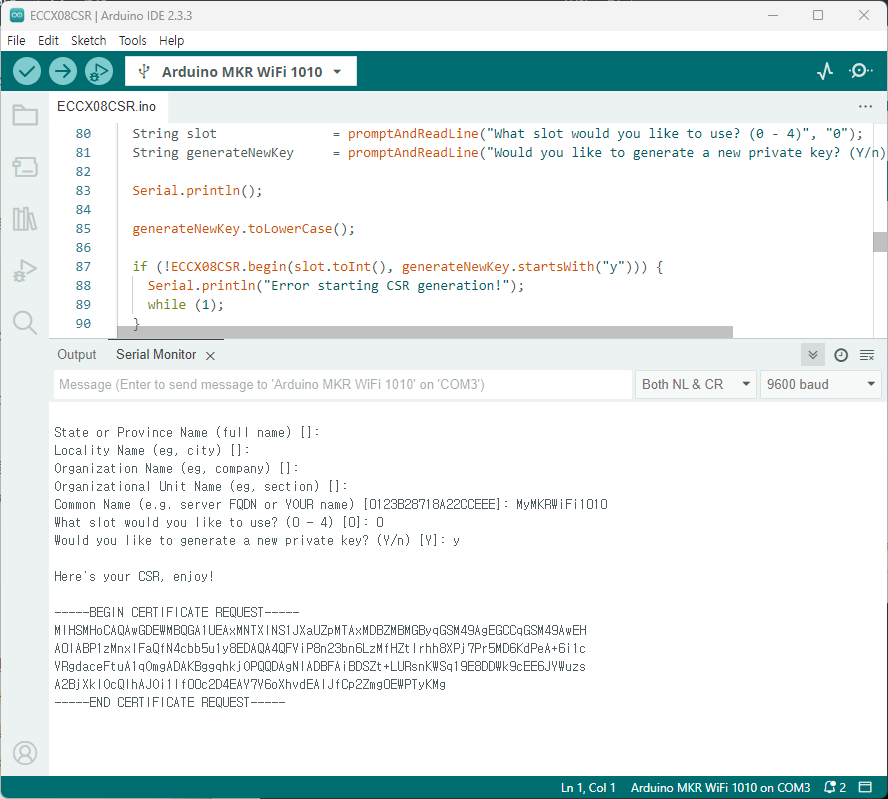 ECCX08CSR | Arduino IDE 2.3.3
File Edit Sketch Tools Help
Arduino MKR WiFi 1010
ECCX08CSR.ino
80 String slot = promptAndReadLine("What slot would you like to use? (0 - 4)", "0");
81 String generateNewKey = promptAndReadLine("Would you like to generate a new private key? (Y/n)
82
83 Serial.println();
84
85 generateNewKey.toLowerCase();
86
87 if (!ECCX08CSR.begin(slot.toInt(), generateNewKey.startsWith("y"))) {
88 Serial.println("Error starting CSR generation!");
89 while (1);
90 }
Output Serial Monitor
Message (Enter to send message to 'Arduino MKR WiFi 1010' on 'COM3') Both NL & CR 9600 baud
State or Province Name (full name) []:
Locality Name (eg, city) []:
Organization Name (eg, company) []:
Organizational Unit Name (eg, section) []:
Common Name (e.g. server FQDN or YOUR name) [0123B28718A22CCEEE]: MyMKRWiFi1010
What slot would you like to use? (0 - 4) [0]: 0
Would you like to generate a new private key? (Y/n) [Y]: y
Here's your CSR, enjoy!
-----BEGIN CERTIFICATE REQUEST-----
-----END CERTIFICATE REQUEST-----
Ln 1, Col 1 Arduino MKR WiFi 1010 on COM3 2